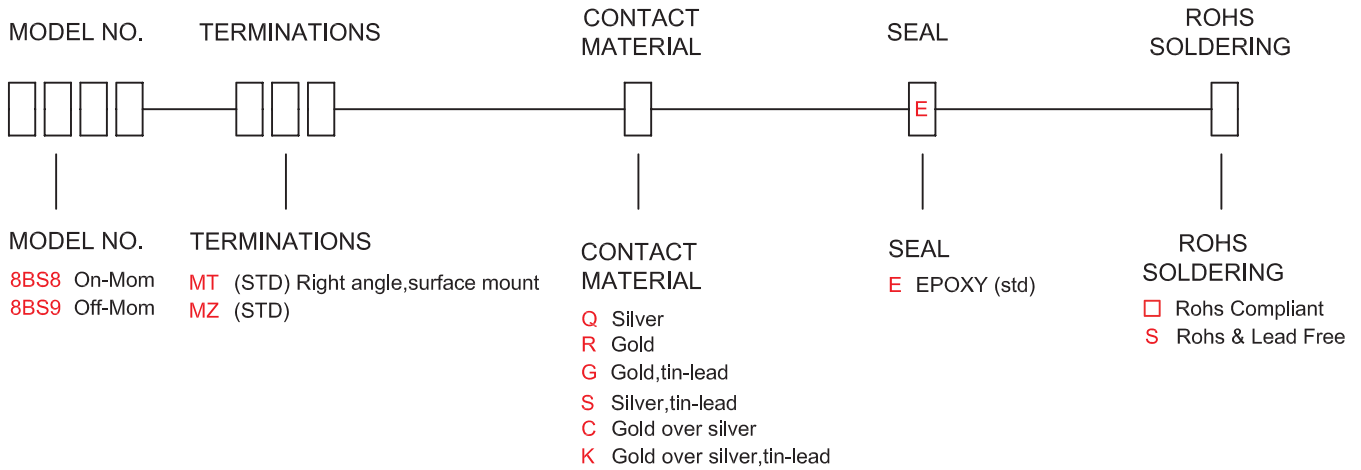 MODEL NO.
TERMINATIONS
CONTACT
MATERIAL
SEAL
ROHS
SOLDERING
E
MODEL NO.
8BS8 On-Mom
8BS9 Off-Mom
TERMINATIONS
MT (STD) Right angle,surface mount
MZ (STD)
CONTACT
MATERIAL
Q Silver
R Gold
G Gold,tin-lead
S Silver,tin-lead
C Gold over silver
K Gold over silver,tin-lead
SEAL
E EPOXY (std)
ROHS
SOLDERING
Rohs Compliant
S Rohs & Lead Free